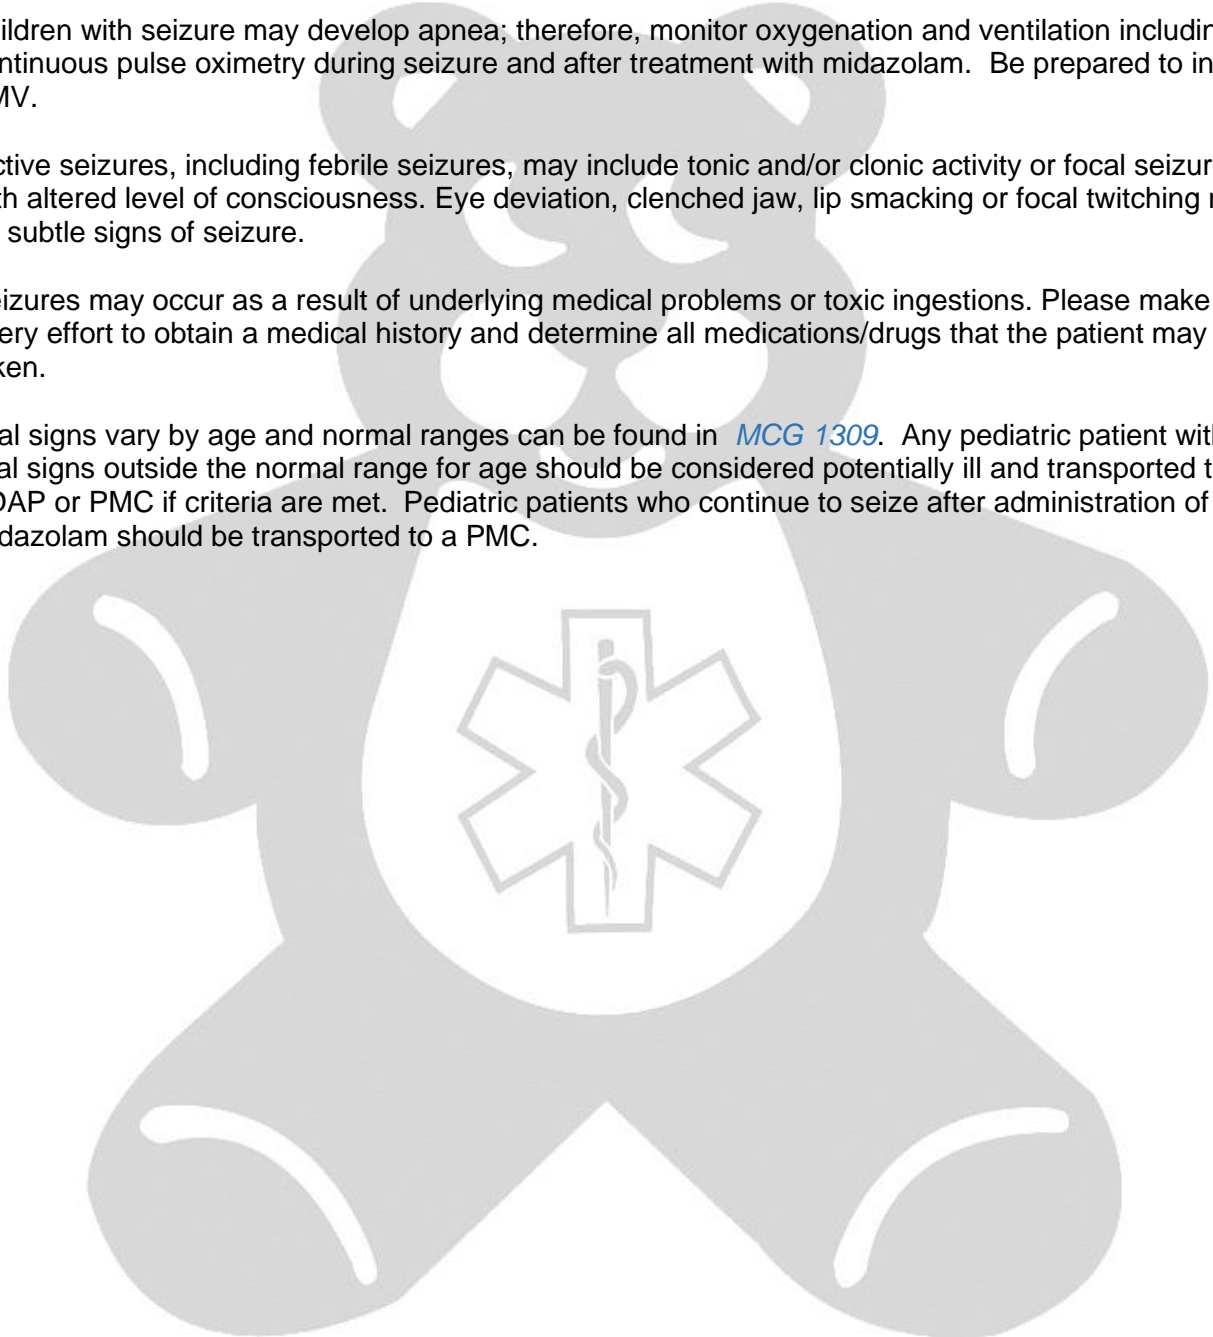 ildren with seizure may develop apnea; therefore, monitor oxygenation and ventilation includin
ntinuous pulse oximetry during seizure and after treatment with midazolam. Be prepared to in
MV.
ctive seizures, including febrile seizures, may include tonic and/or clonic activity or focal seizur
th altered level of consciousness. Eye deviation, clenched jaw, lip smacking or focal twitching
subtle signs of seizure.
eizures may occur as a result of underlying medical problems or toxic ingestions. Please make
ery effort to obtain a medical history and determine all medications/drugs that the patient may
ken.
al signs vary by age and normal ranges can be found in MCG 1309. Any pediatric patient with
al signs outside the normal range for age should be considered potentially ill and transported t
DAP or PMC if criteria are met. Pediatric patients who continue to seize after administration of
dazolam should be transported to a PMC.